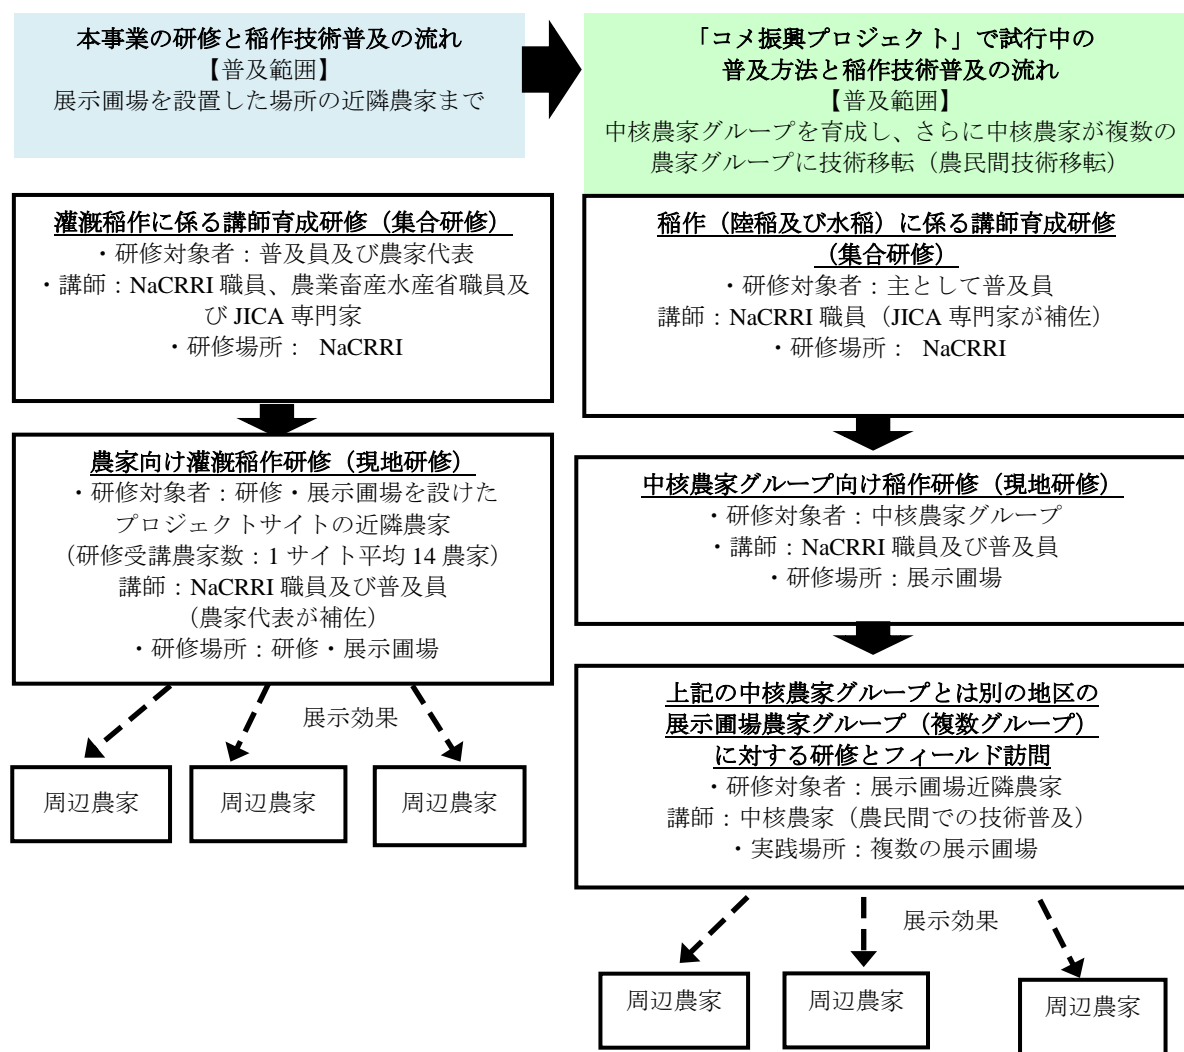 本事業の研修と稲作技術普及の流れ
【普及範囲】
展示圃場を設置した場所の近隣農家まで
灌漑稲作に係る講師育成研修(集合研修)
・研修対象者:普及員及び農家代表
・講師:NaCRRI 職員、農業畜産水産省職員及
び JICA 専門家
・研修場所: NaCRRI
農家向け灌漑稲作研修(現地研修)
・研修対象者:研修・展示圃場を設けた
プロジェクトサイトの近隣農家
(研修受講農家数:1 サイト平均 14 農家)
講師:NaCRRI 職員及び普及員
(農家代表が補佐)
・研修場所:研修・展示圃場
展示効果
周辺農家
周辺農家
周辺農家
「コメ振興プロジェクト」で試行中の
普及方法と稲作技術普及の流れ
【普及範囲】
中核農家グループを育成し、さらに中核農家が複数の
農家グループに技術移転(農民間技術移転)
稲作(陸稲及び水稲)に係る講師育成研修
(集合研修)
・研修対象者:主として普及員
講師:NaCRRI 職員(JICA 専門家が補佐)
・研修場所: NaCRRI
中核農家グループ向け稲作研修(現地研修)
・研修対象者:中核農家グループ
・講師:NaCRRI 職員及び普及員
・研修場所:展示圃場
上記の中核農家グループとは別の地区の
展示圃場農家グループ(複数グループ)
に対する研修とフィールド訪問
・研修対象者:展示圃場近隣農家
講師:中核農家(農民間での技術普及)
・実践場所:複数の展示圃場
展示効果
周辺農家
周辺農家
周辺農家